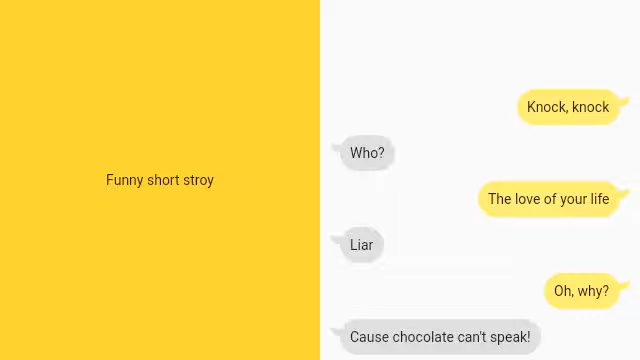 Funny short stroy
Knock, knock
Who?
The love of your life
Liar
Oh, why?
Cause chocolate can't speak!